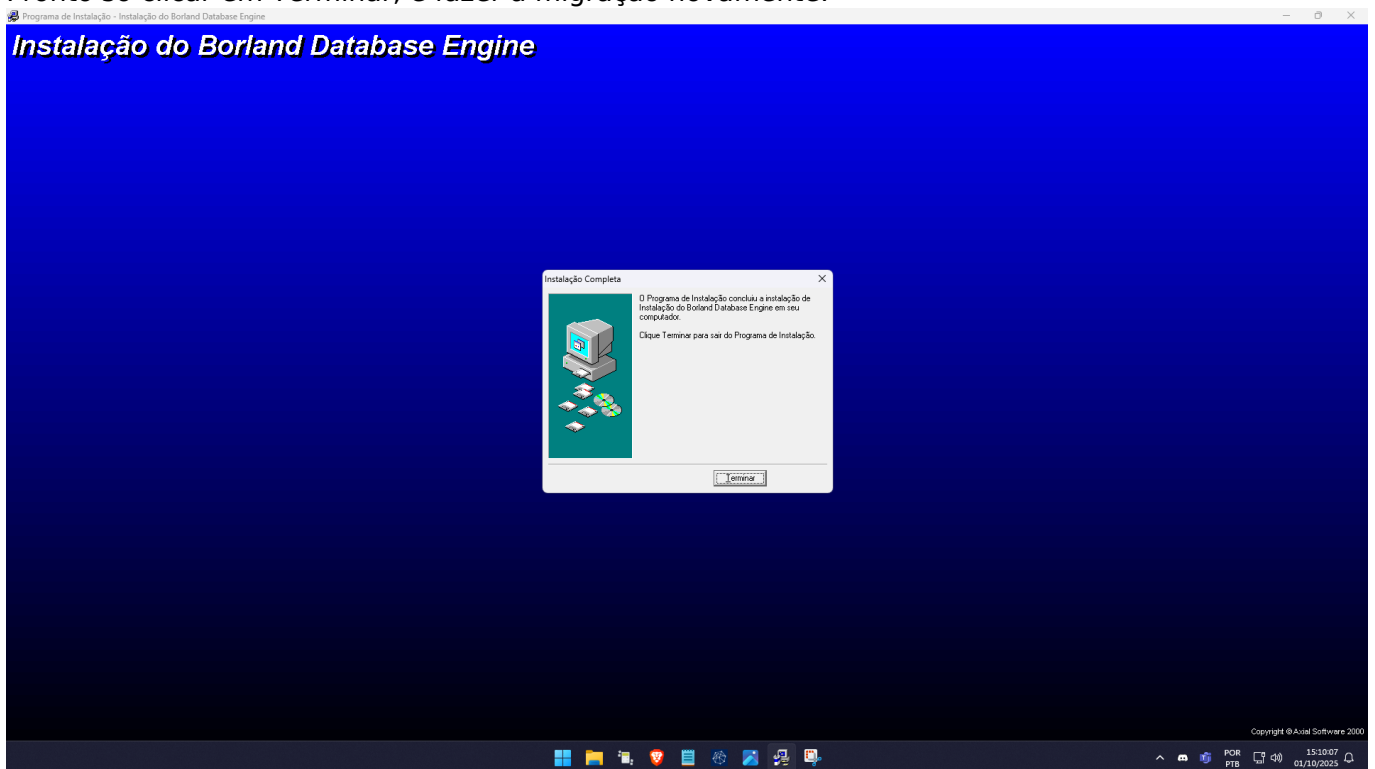 Pronto só clicar em Terminar, e fazer a migração novamente.
Programa de Instalação - Instalação do Borland Database Engine
Instalação do Borland Database Engine
Instalação Completa
O Programa de Instalação concluiu a instalação de
Instalação do Borland Database Engine em seu
computador.
Clique Terminar para sair do Programa de Instalação.
Terminar
Copyright @ Axial Software 2000
POR
PTB
15:10:07
01/10/2025